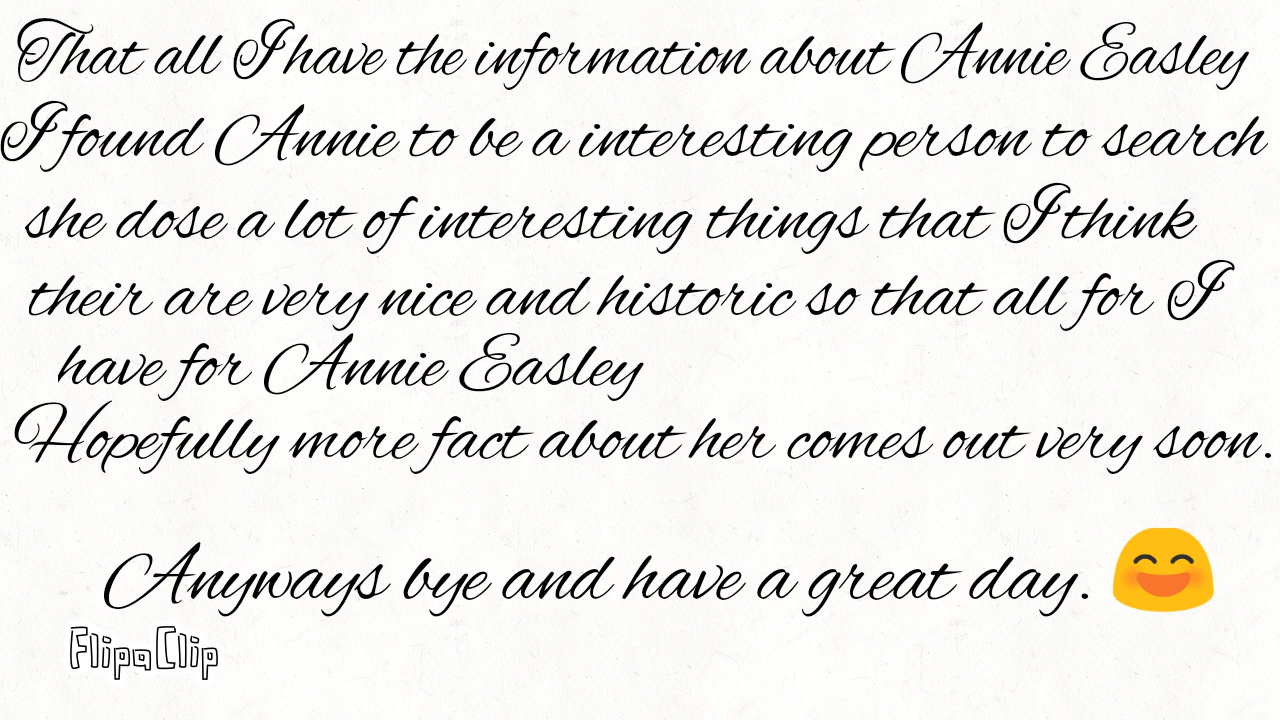 That all I have the information about Annie Easley
I found Annie to be a interesting person to search
she dose a lot of interesting things that I think
their are very nice and historic so that all for I
have for Annie Easley
Hopefully more fact about her comes out very soon.
Anyways bye and have a great day. 😄
FlipaClip